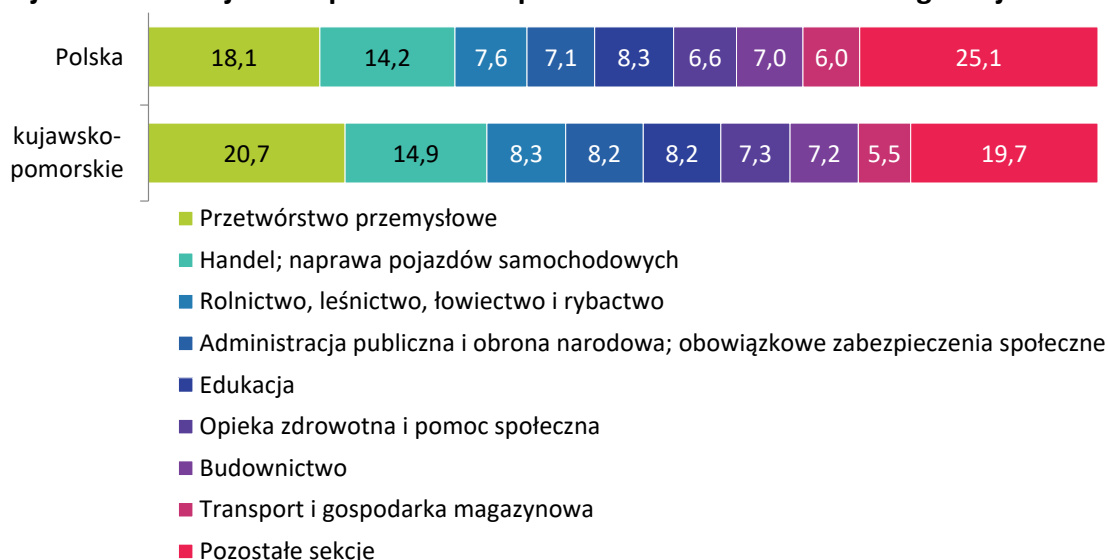 Polska
18,1 14,2 7,6 7,1 8,3 6,6 7,0 6,0 25,1
kujawsko-
pomorskie
20,7 14,9 8,3 8,2 8,2 7,3 7,2 5,5 19,7
Przetwórstwo przemysłowe
Handel; naprawa pojazdów samochodowych
Rolnictwo, leśnictwo, łowiectwo i rybactwo
Administracja publiczna i obrona narodowa; obowiązkowe zabezpieczenia społeczne
Edukacja
Opieka zdrowotna i pomoc społeczna
Budownictwo
Transport i gospodarka magazynowa
Pozostałe sekcje